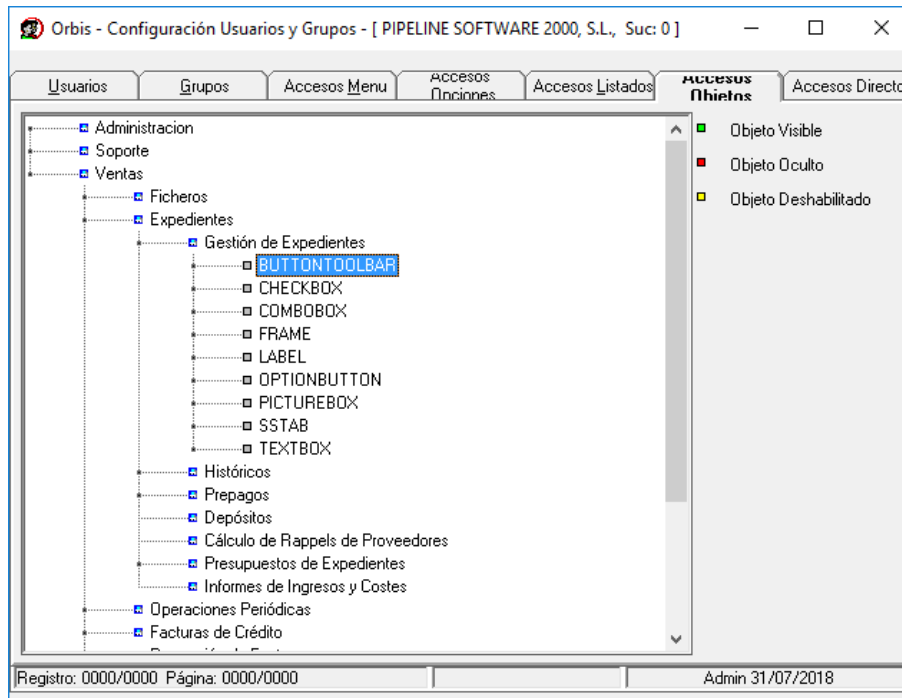 Orbis - Configuración Usuarios y Grupos - [ PIPELINE SOFTWARE 2000, S.L., Suc: 0 ]
Usuarios Grupos Accesos Menu Accesos Opciones Accesos Listados Accesos Objetos Accesos Directo
Administracion
Soporte
Ventas
Ficheros
Expedientes
Gestión de Expedientes
BUTTONTOOLBAR
CHECKBOX
COMBOBOX
FRAME
LABEL
OPTIONBUTTON
PICTUREBOX
SSTAB
TEXTBOX
Históricos
Prepagos
Depósitos
Cálculo de Rappels de Proveedores
Presupuestos de Expedientes
Informes de Ingresos y Costes
Operaciones Periódicas
Facturas de Crédito
Objeto Visible
Objeto Oculto
Objeto Deshabilitado
Registro: 0000/0000 Página: 0000/0000
Admin 31/07/2018